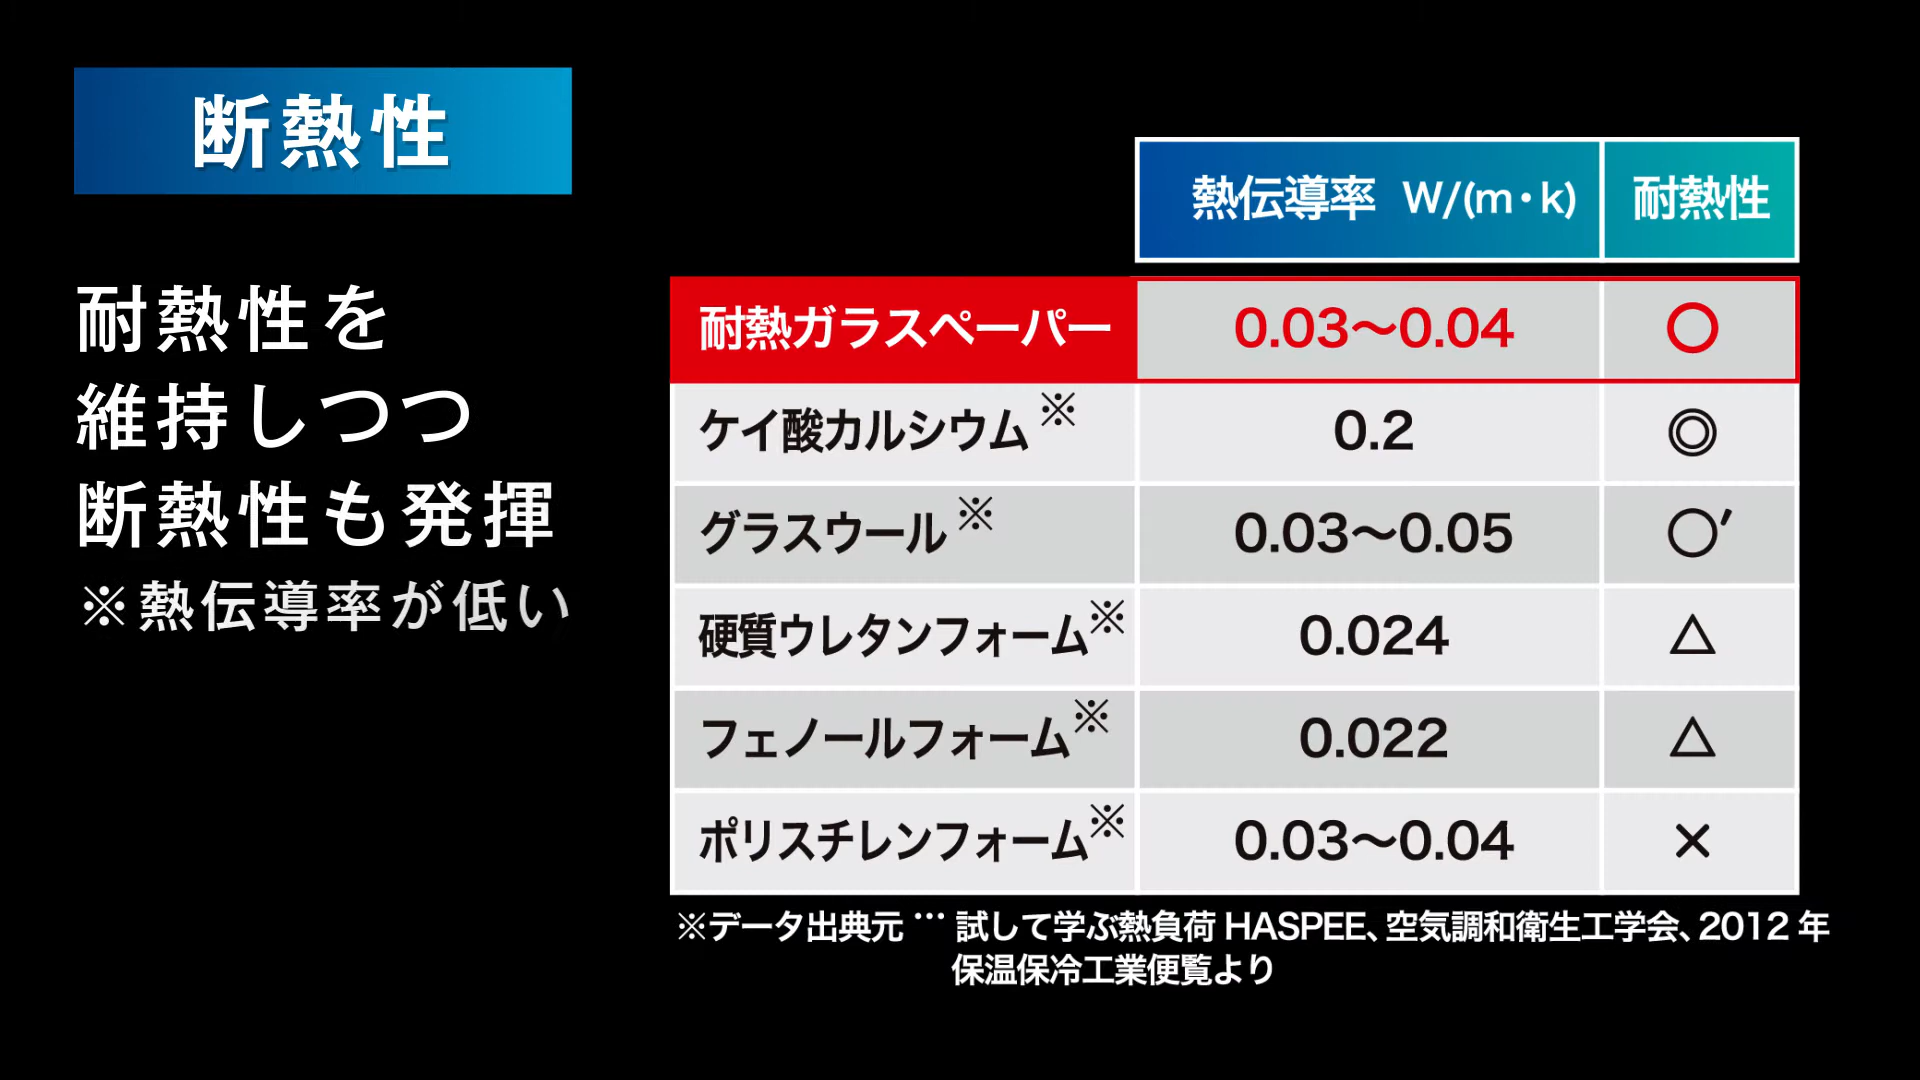 断熱性
耐熱性を
維持しつつ
断熱性も発揮
※熱伝導率が低い
熱伝導率 W/(m・k) 耐熱性
耐熱ガラスペーパー 0.03〜0.04 〇
ケイ酸カルシウム※ 0.2 ◎
グラスウール※ 0.03〜0.05 〇′
硬質ウレタンフォーム※ 0.024 △
フェノールフォーム※ 0.022 △
ポリスチレンフォーム※ 0.03〜0.04 ×
※データ出典元 … 試して学ぶ熱負荷 HASPEE、空気調和衛生工学会、2012 年
保温保冷工業便覧より